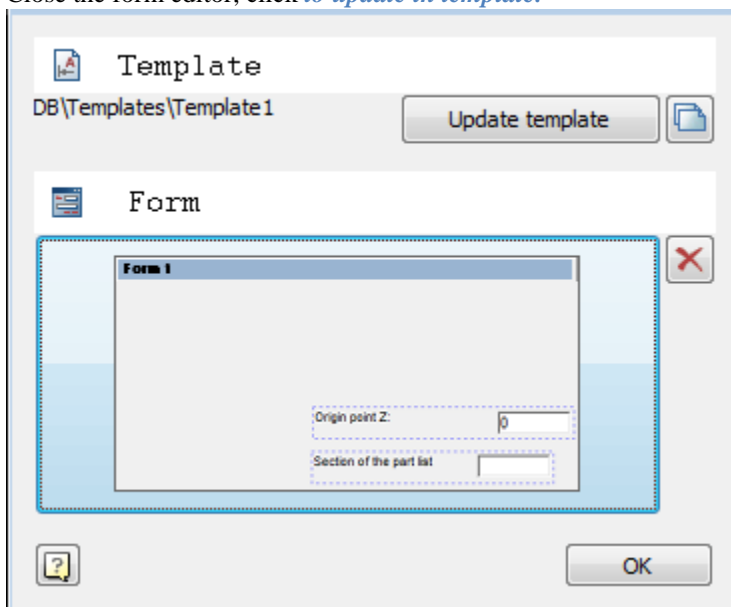 Close the form editor, click to update in template.
Template
DB\Templates\Template1
Update template
Form
Form 1
Origin point Z:
0
Section of the part list
OK